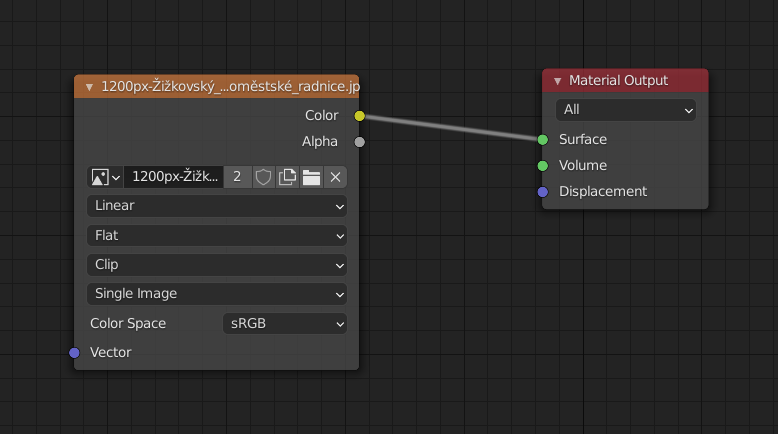 1200px-Žižkovský_...oměstské_radnice.jp
Color
Alpha
1200px-Žižk...
2
Linear
Flat
Clip
Single Image
Color Space
sRGB
Vector
Material Output
All
Surface
Volume
Displacement